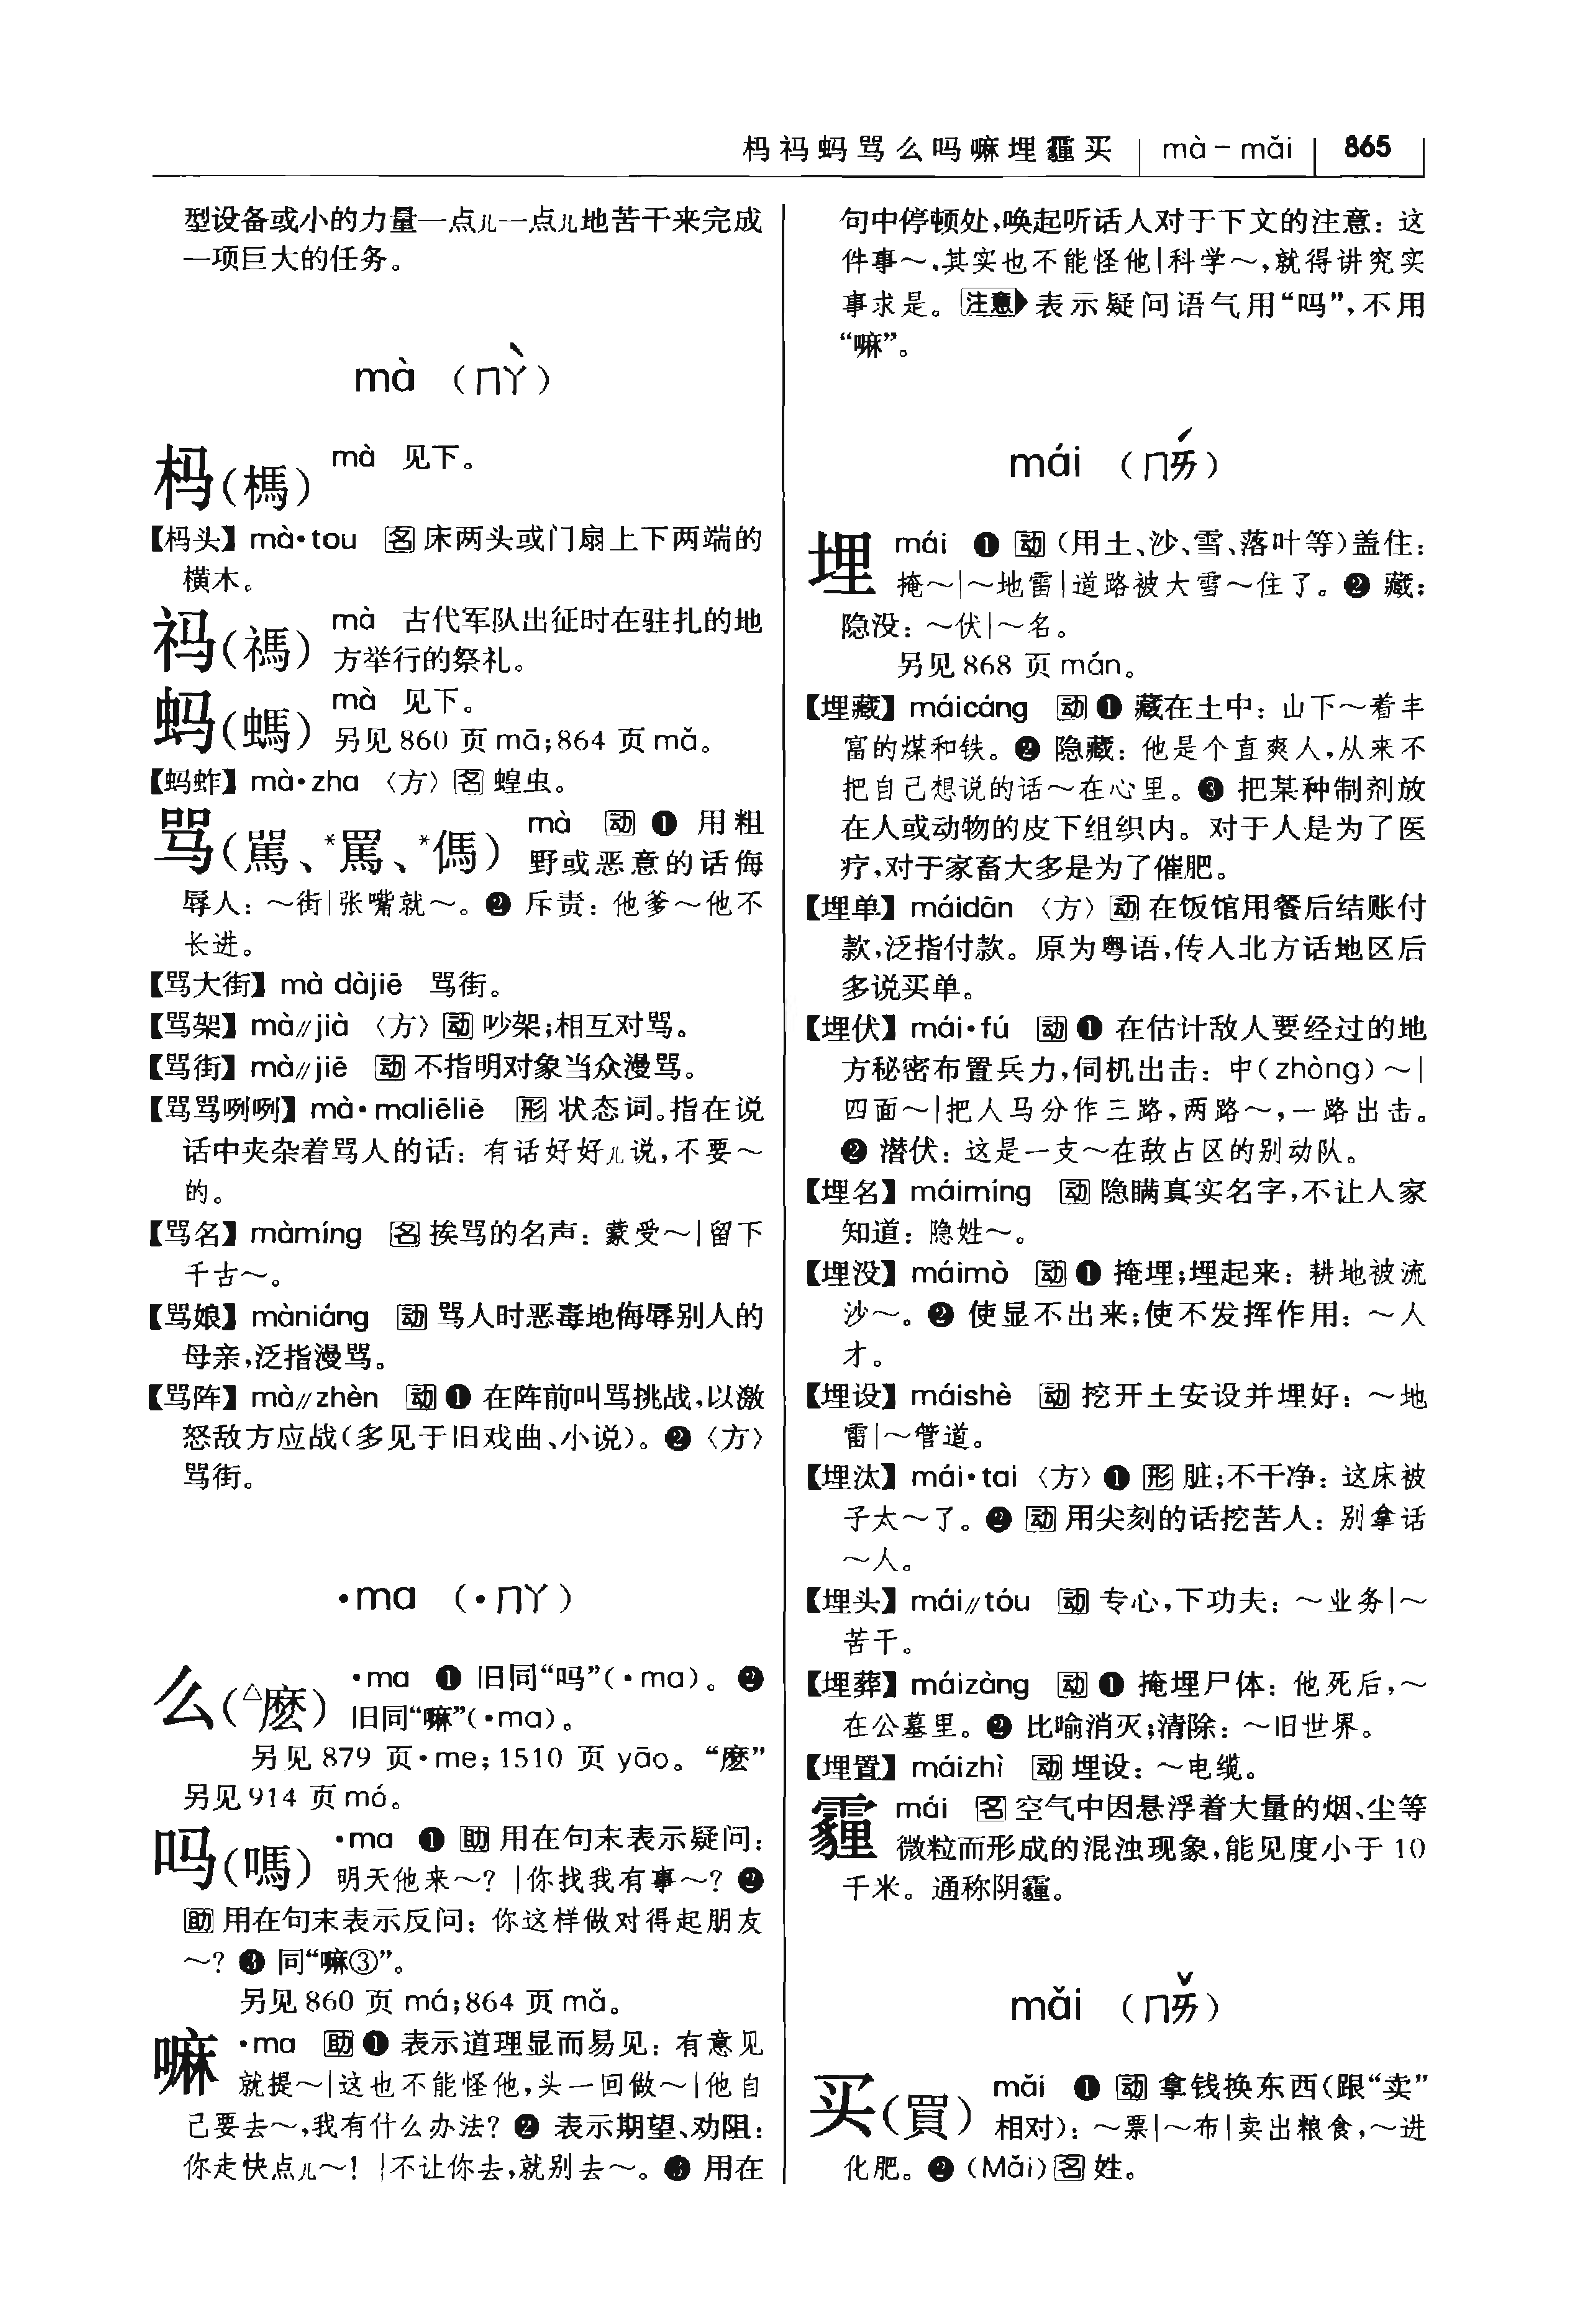 杩祃蚂骂么吗嘛埋霾买 | mà – mǎi | 865
型设备或小的力量一点儿一点儿地苦干来完成
一项巨大的任务。
mà （ㄇㄚˋ）
杩（榪） mà 见下。
【杩头】mà·tou 名 床两头或门扇上下两端的
横木。
祃（禡） mà 古代军队出征时在驻扎的地
方举行的祭礼。
蚂（螞） mà 见下。
另见860 页 mā；864 页 mǎ。
【蚂蚱】mà·zha 〈方〉名 蝗虫。
骂（駡、*罵、*傌） mà 动 ❶ 用粗
野或恶意的话侮
辱人：～街|张嘴就～。❷ 斥责：他爹～他不
长进。
【骂大街】mà dàjiē 骂街。
【骂架】mà∥jià 〈方〉动 吵架；相互对骂。
【骂街】mà∥jiē 动 不指明对象当众漫骂。
【骂骂咧咧】mà·maliēliē 形 状态词。指在说
话中夹杂着骂人的话：有话好好儿说，不要～
的。
【骂名】màmíng 名 挨骂的名声：蒙受～|留下
千古～。
【骂娘】màniáng 动 骂人时恶毒地侮辱别人的
母亲，泛指漫骂。
【骂阵】mà∥zhèn 动 ❶ 在阵前叫骂挑战，以激
怒敌方应战（多见于旧戏曲、小说）。❷〈方〉
骂街。
·ma （·ㄇㄚ）
么（△麽） ·ma ❶ 旧同“吗”（·ma）。❷
旧同“嘛”（·ma）。
另见 879 页·me；1510 页 yāo。“麽”
另见 914 页 mó。
吗（嗎） ·ma ❶ 助 用在句末表示疑问：
明天他来～？|你找我有事～？❷
助 用在句末表示反问：你这样做对得起朋友
～？❸ 同“嘛③”。
另见 860 页 má；864 页 mǎ。
嘛 ·ma 助 ❶ 表示道理显而易见：有意见
就提～|这也不能怪他，头一回做～|他自
己要去～，我有什么办法？❷ 表示期望、劝阻：
你走快点儿～！|不让你去，就别去～。❸ 用在
句中停顿处，唤起听话人对于下文的注意：这
件事～，其实也不能怪他|科学～，就得讲究实
事求是。注意 表示疑问语气用“吗”，不用
“嘛”。
mái （ㄇㄞˊ）
埋 mái ❶ 动（用土、沙、雪、落叶等）盖住：
掩～|～地雷|道路被大雪～住了。❷ 藏；
隐没：～伏|～名。
另见 868 页 mán。
【埋藏】máicáng 动 ❶ 藏在土中：山下～着丰
富的煤和铁。❷ 隐藏：他是个直爽人，从来不
把自己想说的话～在心里。❸ 把某种制剂放
在人或动物的皮下组织内。对于人是为了医
疗，对于家畜大多是为了催肥。
【埋单】máidān 〈方〉动 在饭馆用餐后结账付
款，泛指付款。原为粤语，传入北方话地区后
多说买单。
【埋伏】mái·fú 动 ❶ 在估计敌人要经过的地
方秘密布置兵力，伺机出击：中（zhòng）～|
四面～|把人马分作三路，两路～，一路出击。
❷ 潜伏：这是一支～在敌占区的别动队。
【埋名】máimíng 动 隐瞒真实名字，不让人家
知道：隐姓～。
【埋没】máimò 动 ❶ 掩埋；埋起来：耕地被流
沙～。❷ 使显不出来；使不发挥作用：～人
才。
【埋设】máishè 动 挖开土安设并埋好：～地
雷|～管道。
【埋汰】mái·tai 〈方〉❶ 形 脏；不干净：这床被
子太～了。❷ 动 用尖刻的话挖苦人：别拿话
～人。
【埋头】mái∥tóu 动 专心，下功夫：～业务|～
苦干。
【埋葬】máizàng 动 ❶ 掩埋尸体：他死后，～
在公墓里。❷ 比喻消灭；清除：～旧世界。
【埋置】máizhì 动 埋设：～电缆。
霾 mái 名 空气中因悬浮着大量的烟、尘等
微粒而形成的混浊现象，能见度小于 10
千米。通称阴霾。
mǎi （ㄇㄞˇ）
买（買） mǎi ❶ 动 拿钱换东西（跟“卖”
相对）：～票|～布|卖出粮食，～进
化肥。❷（Mǎi）名 姓。